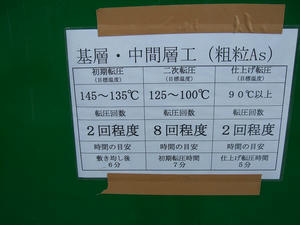 基層・中間層工(粗粒As)
初期転圧 二次転圧 仕上げ転圧
(目標温度) (目標温度) (目標温度)
145~135℃ 125~100℃ 90℃以上
転圧回数 転圧回数 転圧回数
2回程度 8回程度 2回程度
時間の目安 時間の目安 時間の目安
敷き均し後 初期転圧時間 仕上げ転圧時間
6分 7分 5分